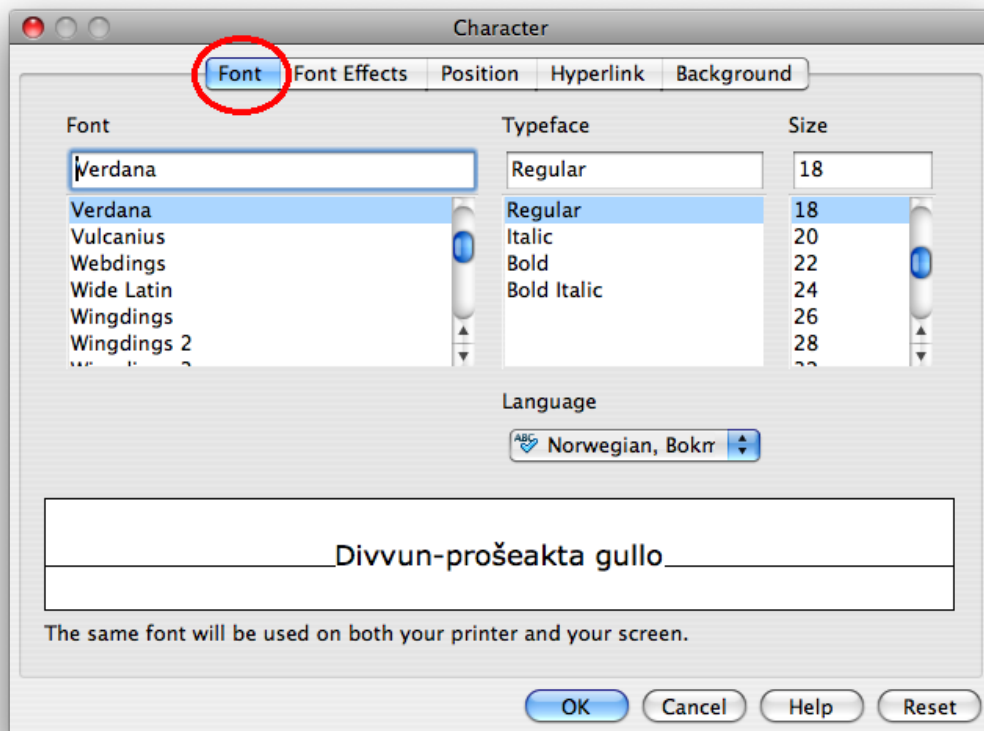 Character
Font Font Effects Position Hyperlink Background
Font Typeface Size
Verdana Regular 18
Verdana Regular 18
Vulcanius Italic 20
Webdings Bold 22
Wide Latin Bold Italic 24
Wingdings 26
Wingdings 2 28
Language
ABC Norwegian, Bokm
Divvun-prošeakta gullo
The same font will be used on both your printer and your screen.
OK Cancel Help Reset